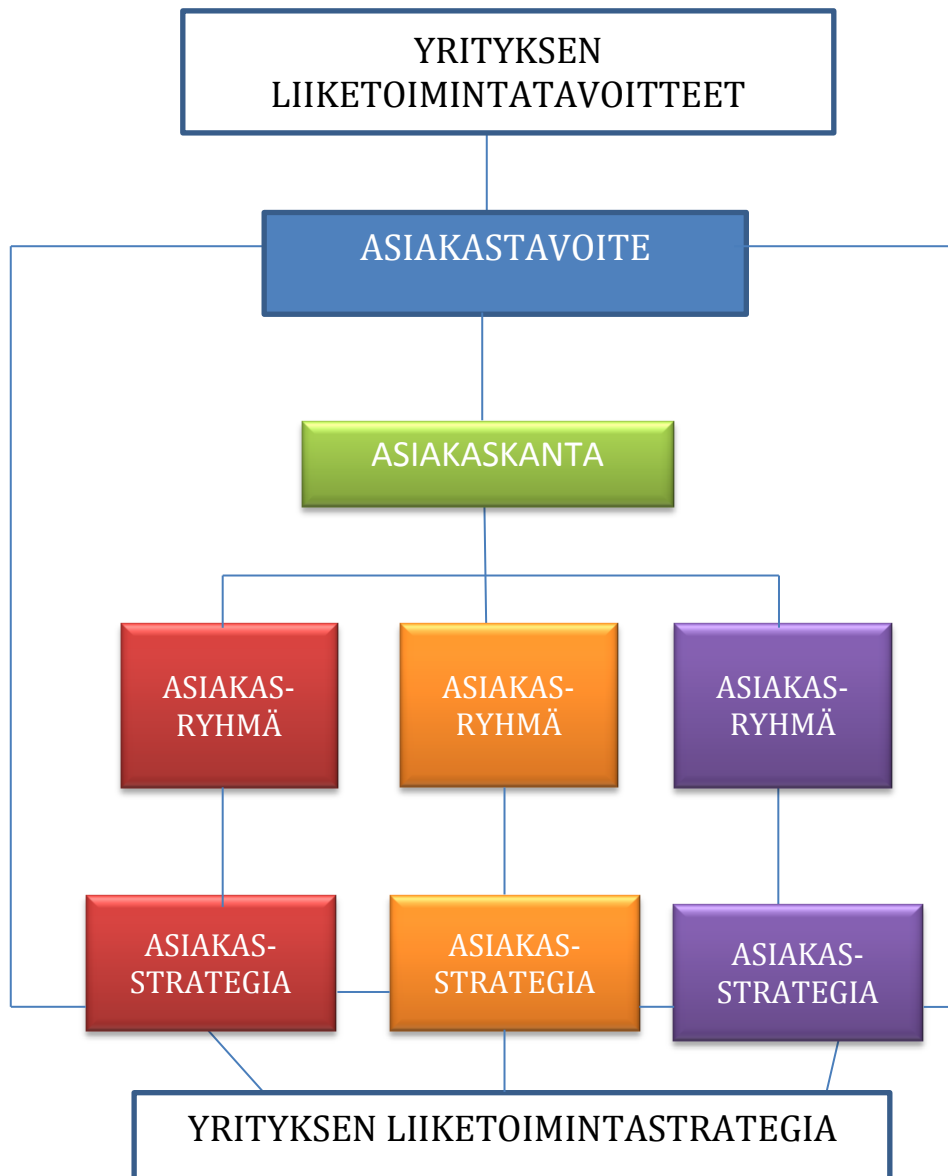 YRITYKSEN
LIIKETOIMINTATAVOITTEET
ASIAKASTAVOITE
ASIAKASKANTA
ASIAKAS-
RYHMÄ
ASIAKAS-
RYHMÄ
ASIAKAS-
RYHMÄ
ASIAKAS-
STRATEGIA
ASIAKAS-
STRATEGIA
ASIAKAS-
STRATEGIA
YRITYKSEN LIIKETOIMINTASTRATEGIA